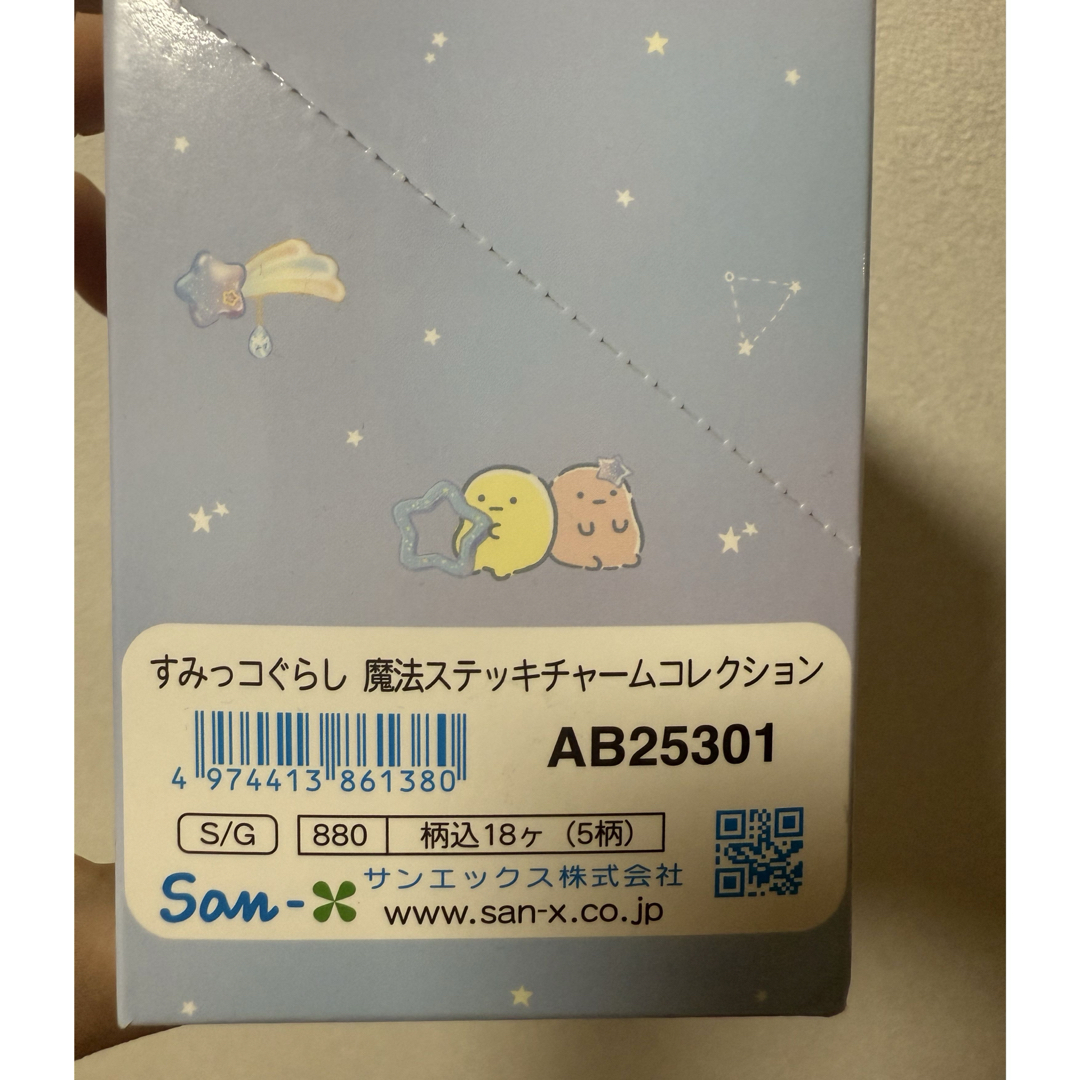 すみっコぐらし 魔法ステッキチャームコレクション
AB25301
4 974413 861380
S/G 880 柄込18ヶ (5柄)
San-X サンエックス株式会社
www.san-x.co.jp